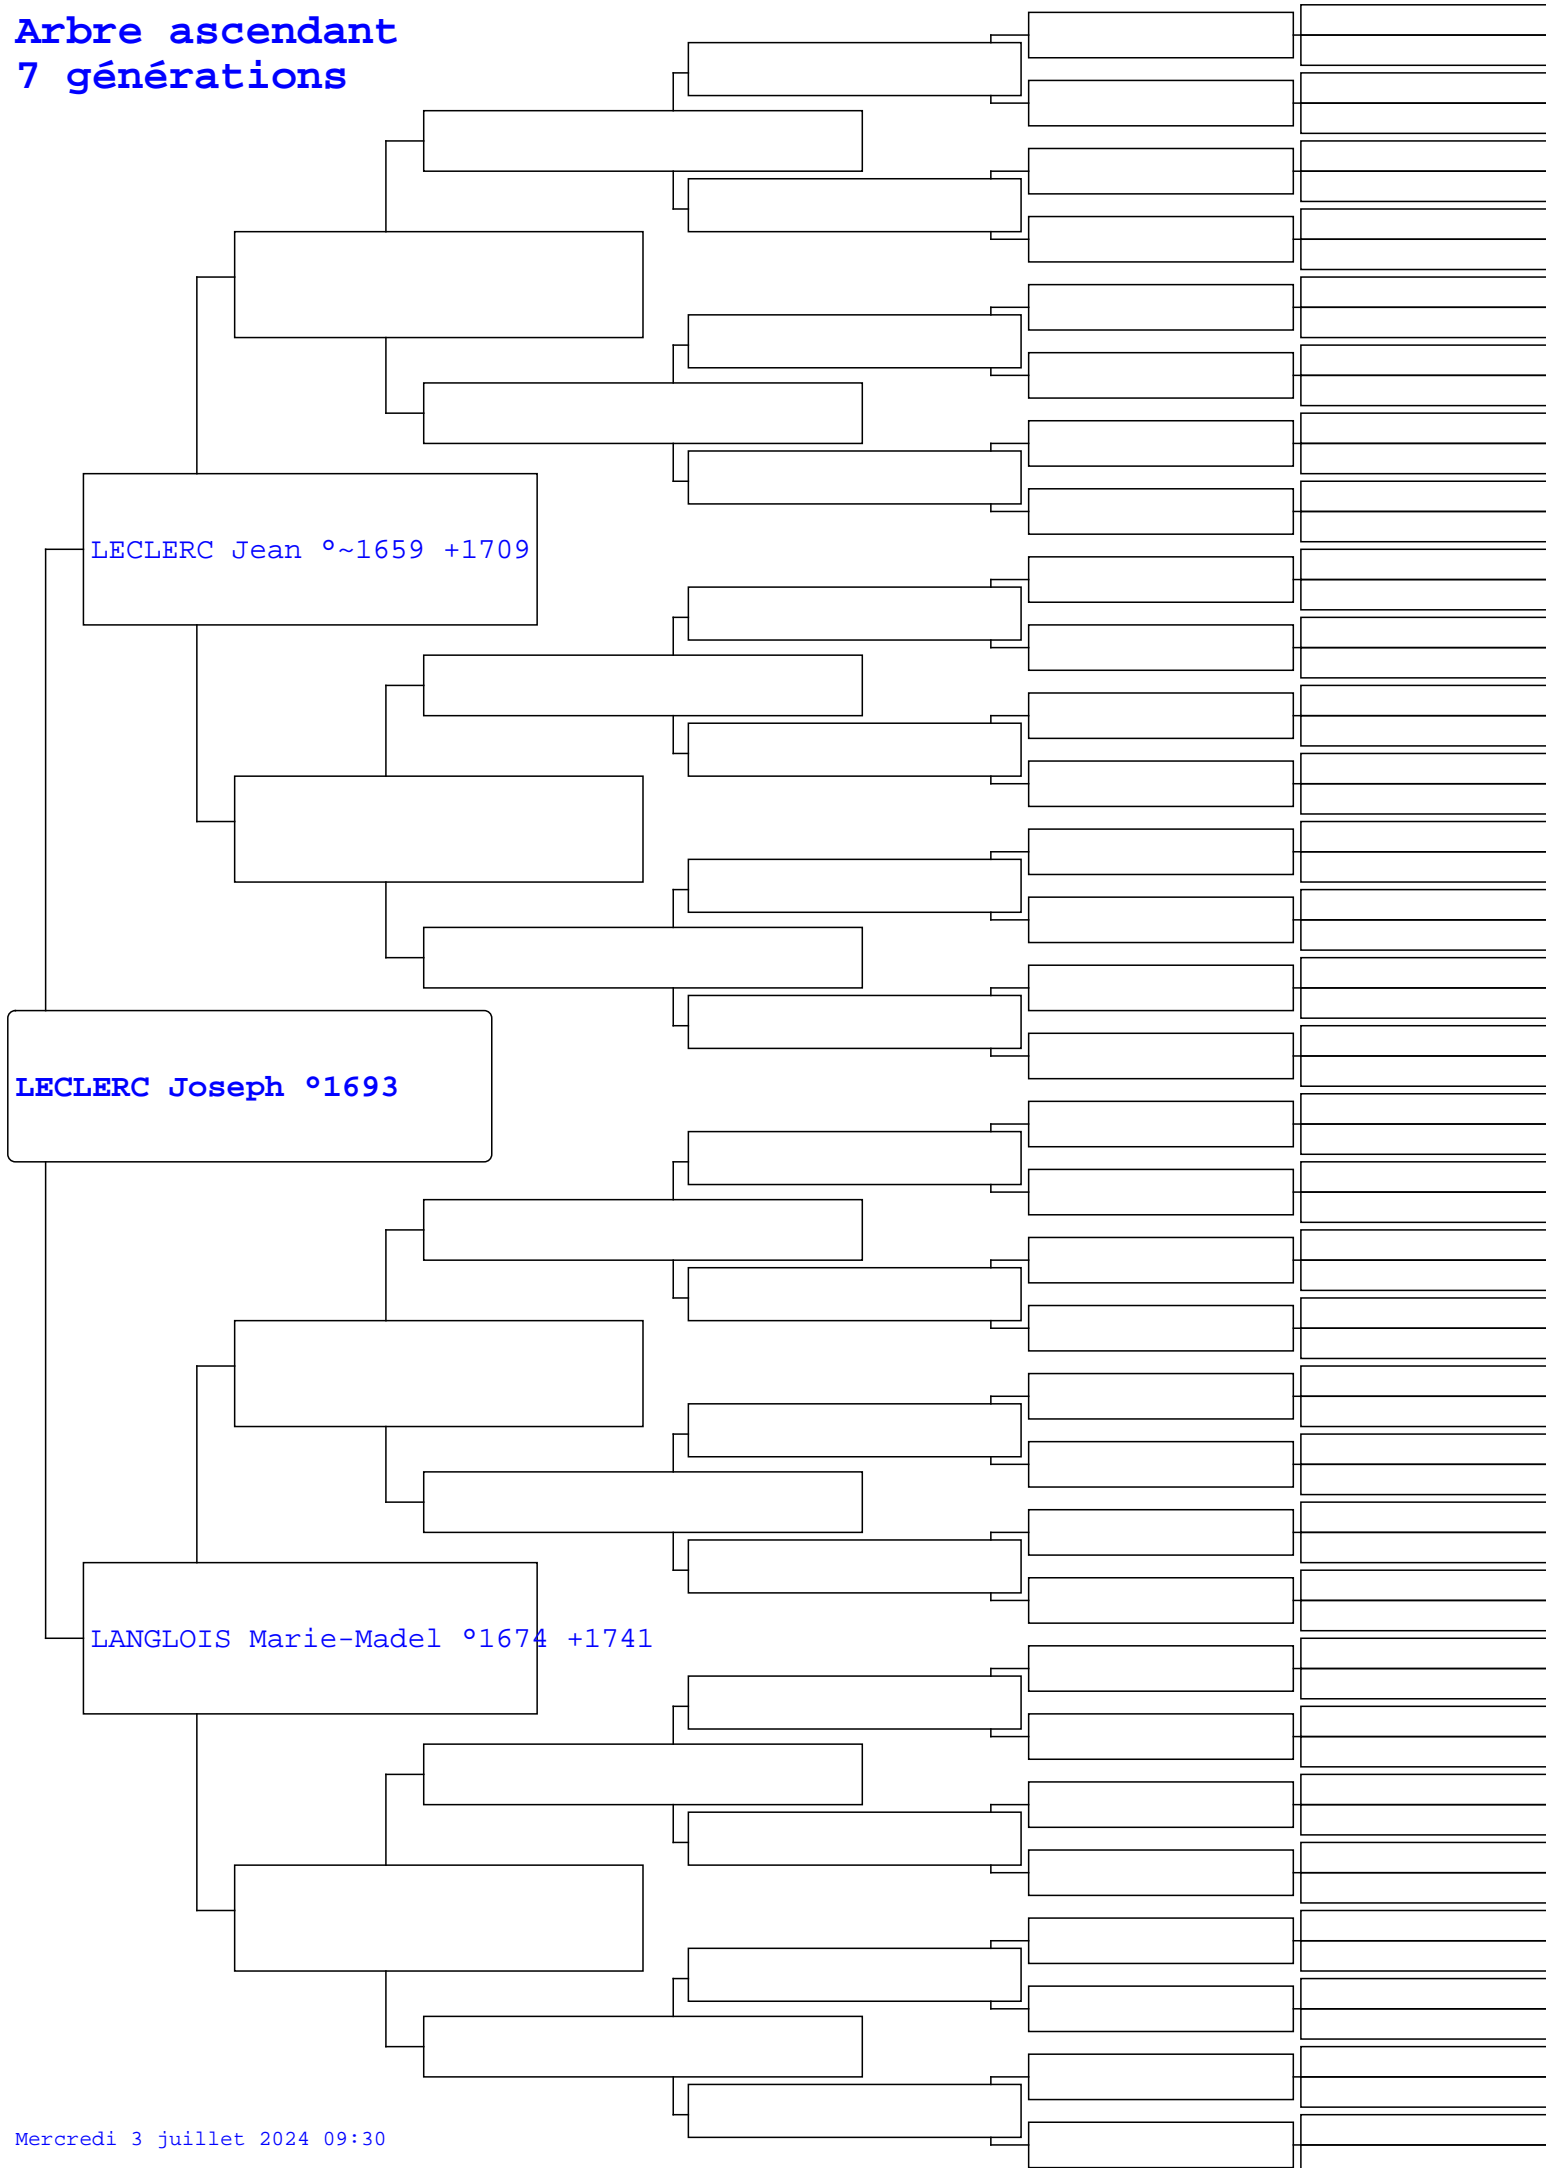 Arbre ascendant
7 générations
LECLERC Jean °~1659 +1709
LECLERC Joseph °1693
LANGLOIS Marie-Madel °1674 +1741
Mercredi 3 juillet 2024 09:30